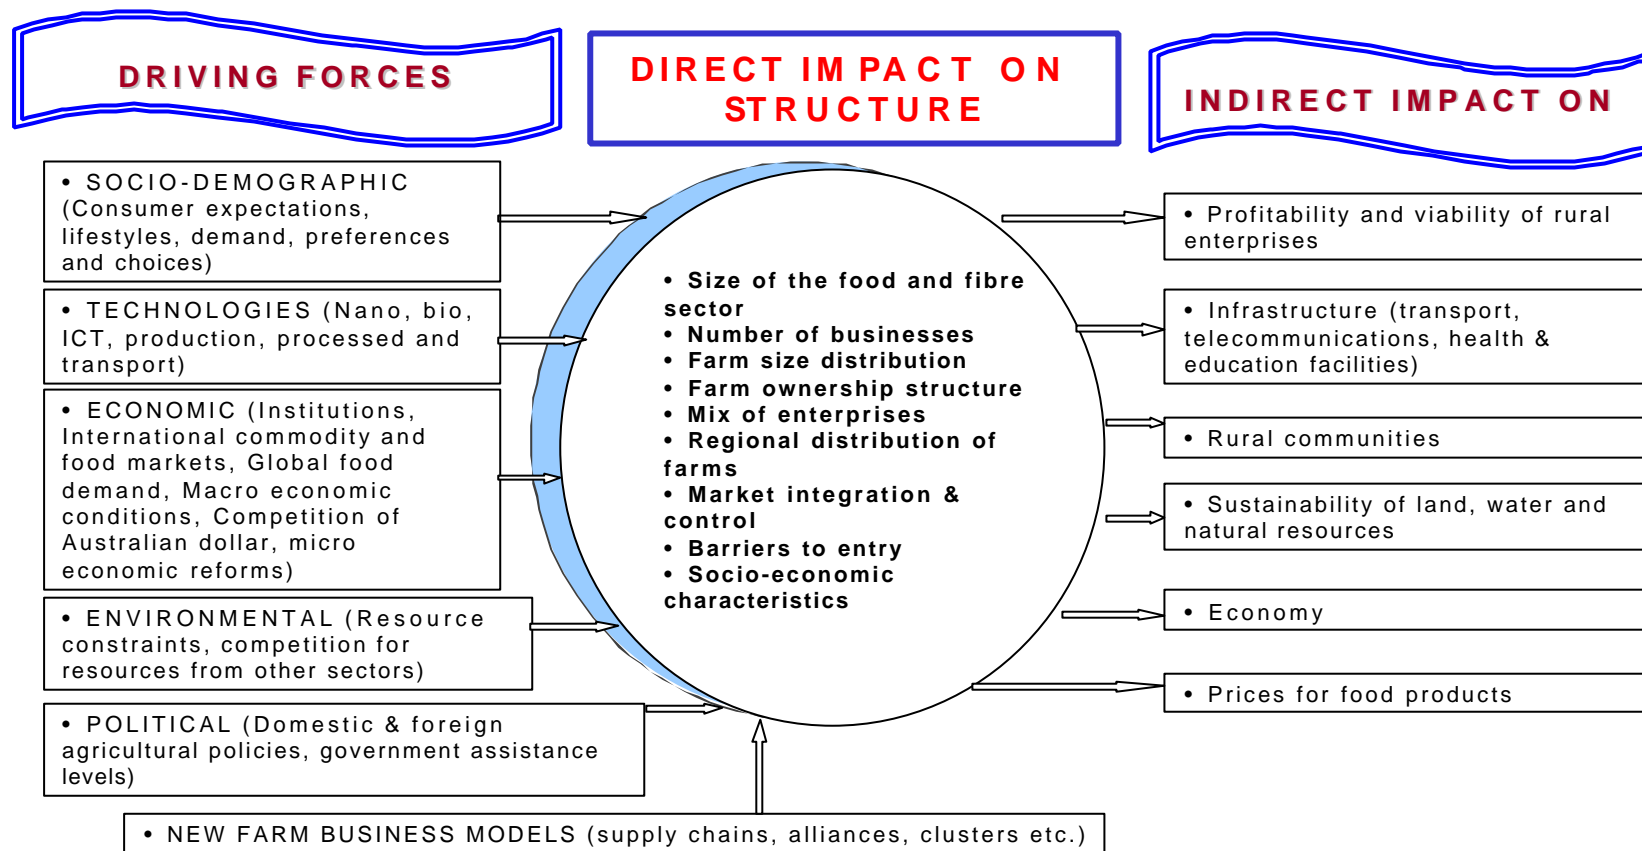 DRIVING FORCES
DIRECT IMPACT ON
STRUCTURE
INDIRECT IMPACT ON
• SOCIO-DEMOGRAPHIC
(Consumer expectations,
lifestyles, demand, preferences
and choices)
• TECHNOLOGIES (Nano, bio,
ICT, production, processed and
transport)
• ECONOMIC (Institutions,
International commodity and
food markets, Global food
demand, Macro economic
conditions, Competition of
Australian dollar, micro
economic reforms)
• ENVIRONMENTAL (Resource
constraints, competition for
resources from other sectors)
• POLITICAL (Domestic & foreign
agricultural policies, government assistance
levels)
• NEW FARM BUSINESS MODELS (supply chains, alliances, clusters etc.)
• Size of the food and fibre
sector
• Number of businesses
• Farm size distribution
• Farm ownership structure
• Mix of enterprises
• Regional distribution of
farms
• Market integration &
control
• Barriers to entry
• Socio-economic
characteristics
• Profitability and viability of rural
enterprises
• Infrastructure (transport,
telecommunications, health &
education facilities)
• Rural communities
• Sustainability of land, water and
natural resources
• Economy
• Prices for food products